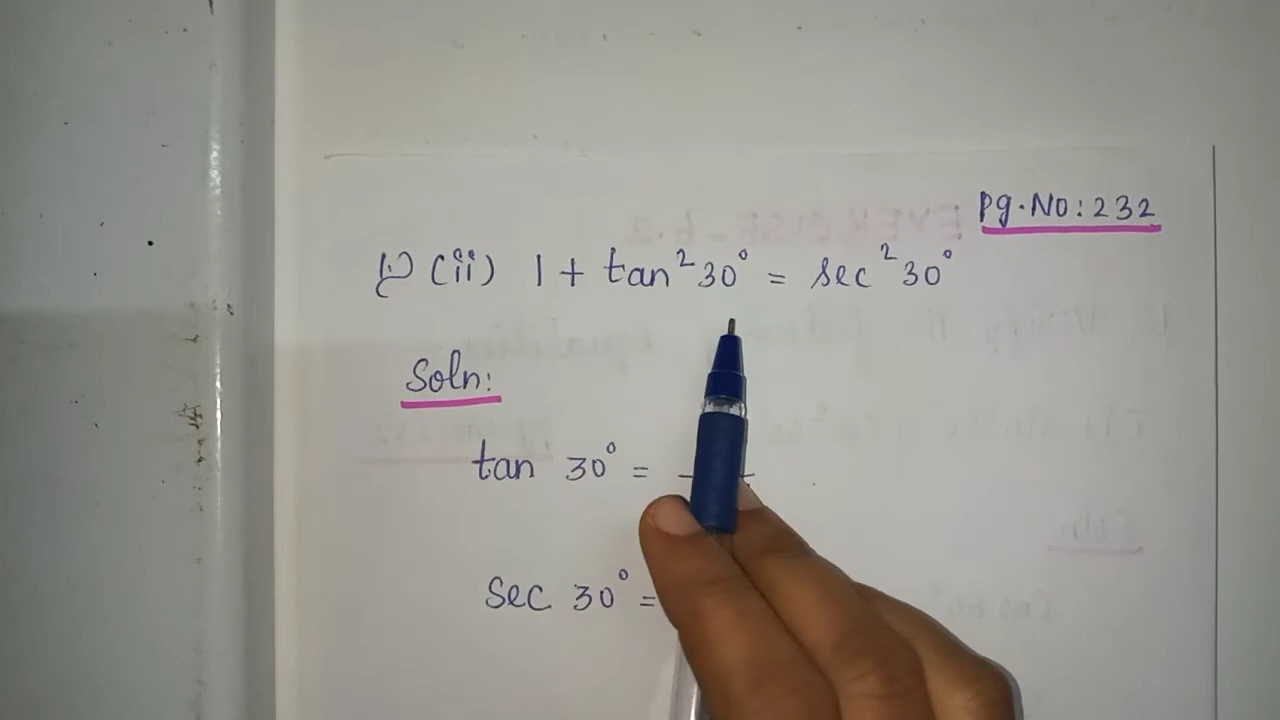 Pg.No:232
1) (ii) 1 + tan²30° = sec²30°
Soln:
tan 30° =
sec 30° =